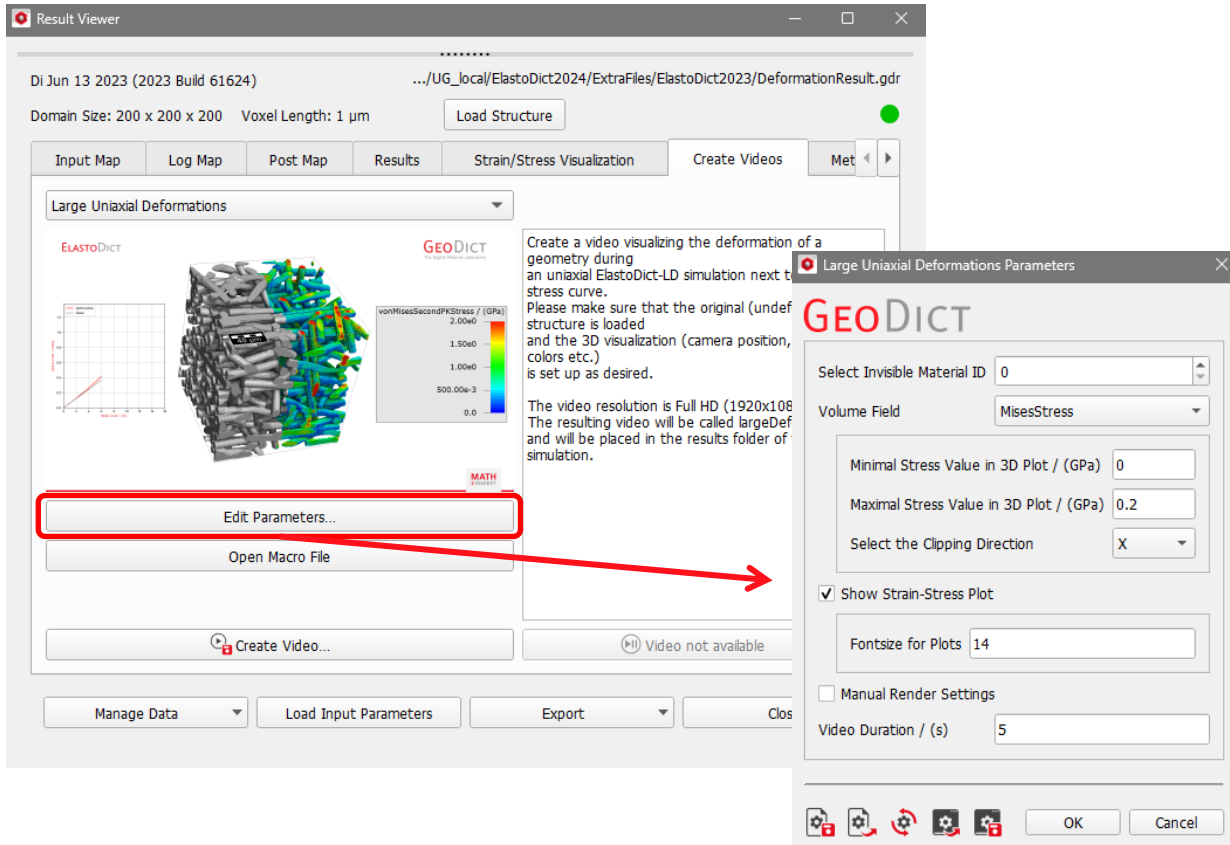 Result Viewer
Di Jun 13 2023 (2023 Build 61624)
.../UG_local/ElastoDict2024/ExtraFiles/ElastoDict2023/DeformationResult.gdr
Domain Size: 200 x 200 x 200 Voxel Length: 1 µm
Load Structure
Input Map
Log Map
Post Map
Results
Strain/Stress Visualization
Create Videos
Met
Large Uniaxial Deformations
ELASTODICT
GEODICT
40 µm
vonMisesSecondPKStress / (GPa)
2.00e0
1.50e0
1.00e0
500.00e-3
0.0
MATH
Create a video visualizing the deformation of a
geometry during
an uniaxial ElastoDict-LD simulation next t
stress curve.
Please make sure that the original (undef
structure is loaded
and the 3D visualization (camera position,
colors etc.)
is set up as desired.
The video resolution is Full HD (1920x108
The resulting video will be called largeDef
and will be placed in the results folder of
simulation.
Edit Parameters...
Open Macro File
Create Video...
Video not available
Manage Data
Load Input Parameters
Export
Clos
Large Uniaxial Deformations Parameters
GEODICT
Select Invisible Material ID 0
Volume Field MisesStress
Minimal Stress Value in 3D Plot / (GPa) 0
Maximal Stress Value in 3D Plot / (GPa) 0.2
Select the Clipping Direction X
Show Strain-Stress Plot
Fontsize for Plots 14
Manual Render Settings
Video Duration / (s) 5
OK
Cancel